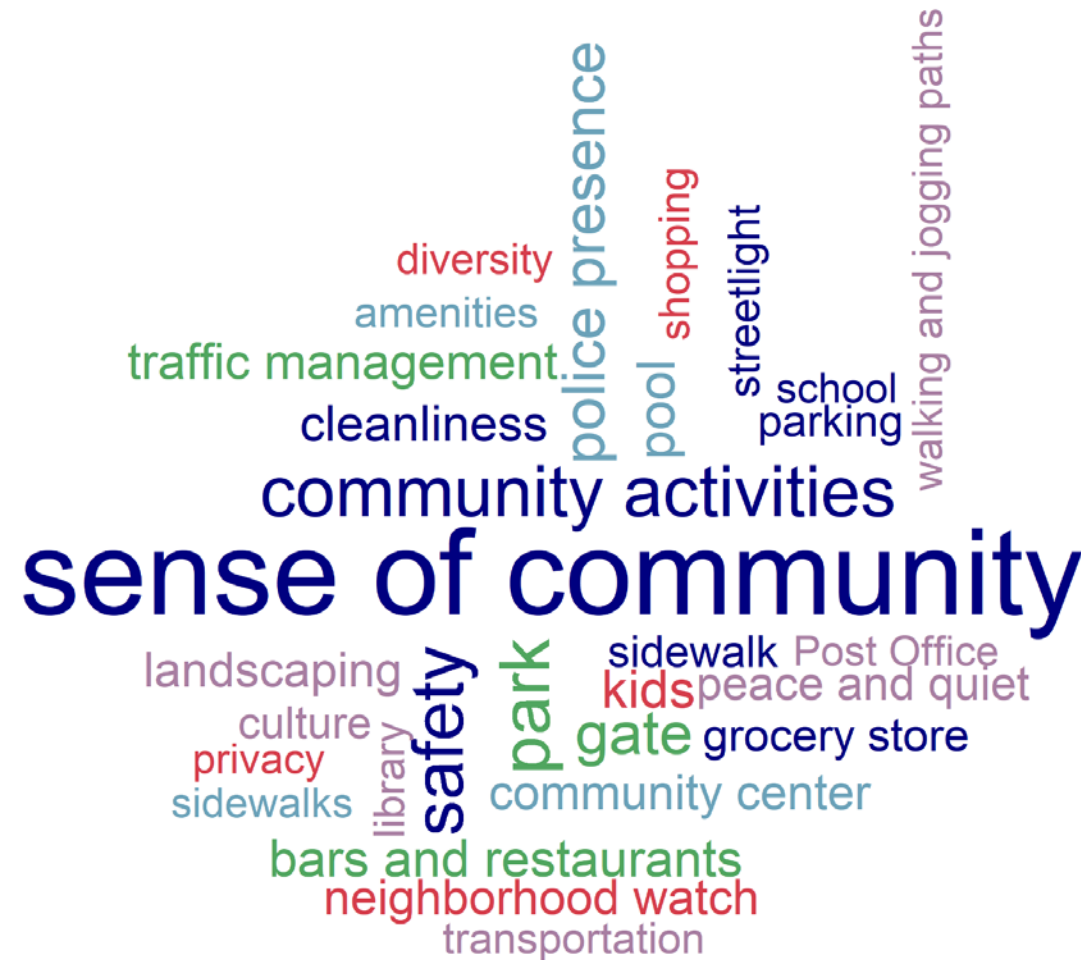 walking and jogging paths
police presence
shopping
streetlight
diversity
amenities
traffic management
pool
school
cleanliness
parking
community activities
sense of community
landscaping
safety
park
sidewalk
Post Office
kids
peace and quiet
culture
library
gate
grocery store
privacy
sidewalks
community center
bars and restaurants
neighborhood watch
transportation